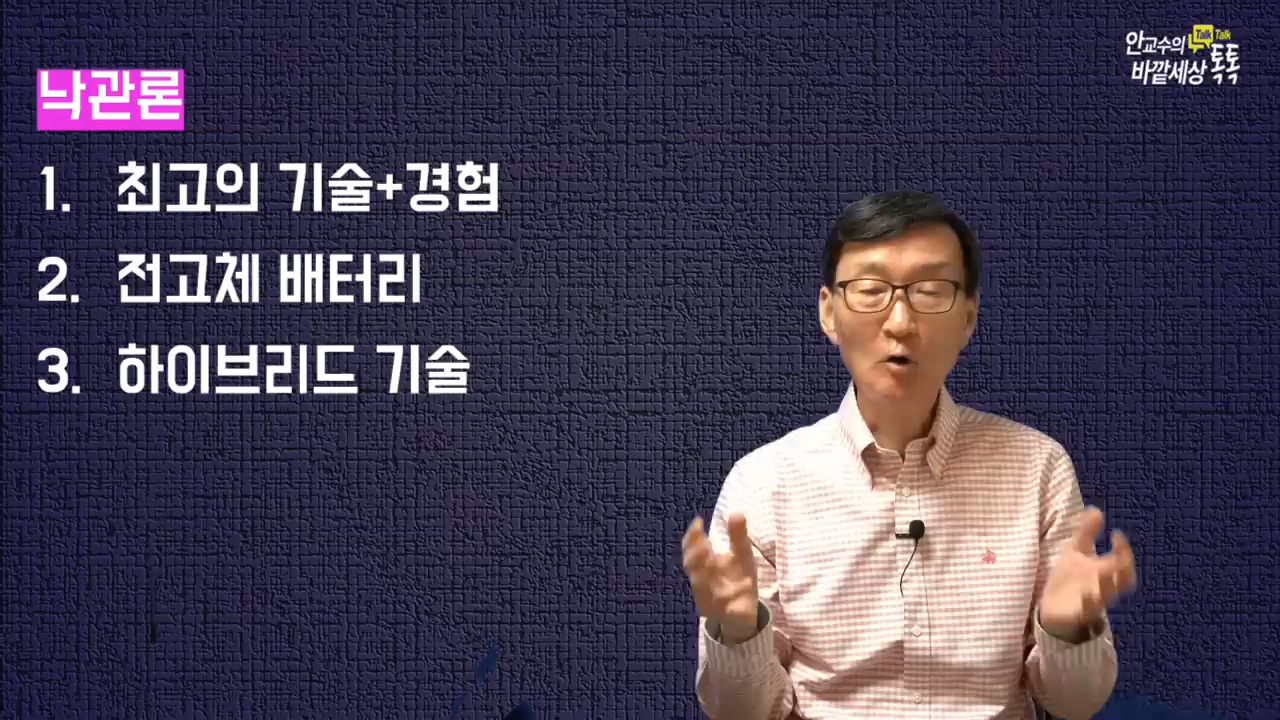 낙관론
1. 최고의 기술+경험
2. 전고체 배터리
3. 하이브리드 기술
안교수의 Talk Talk
바깥세상 톡톡